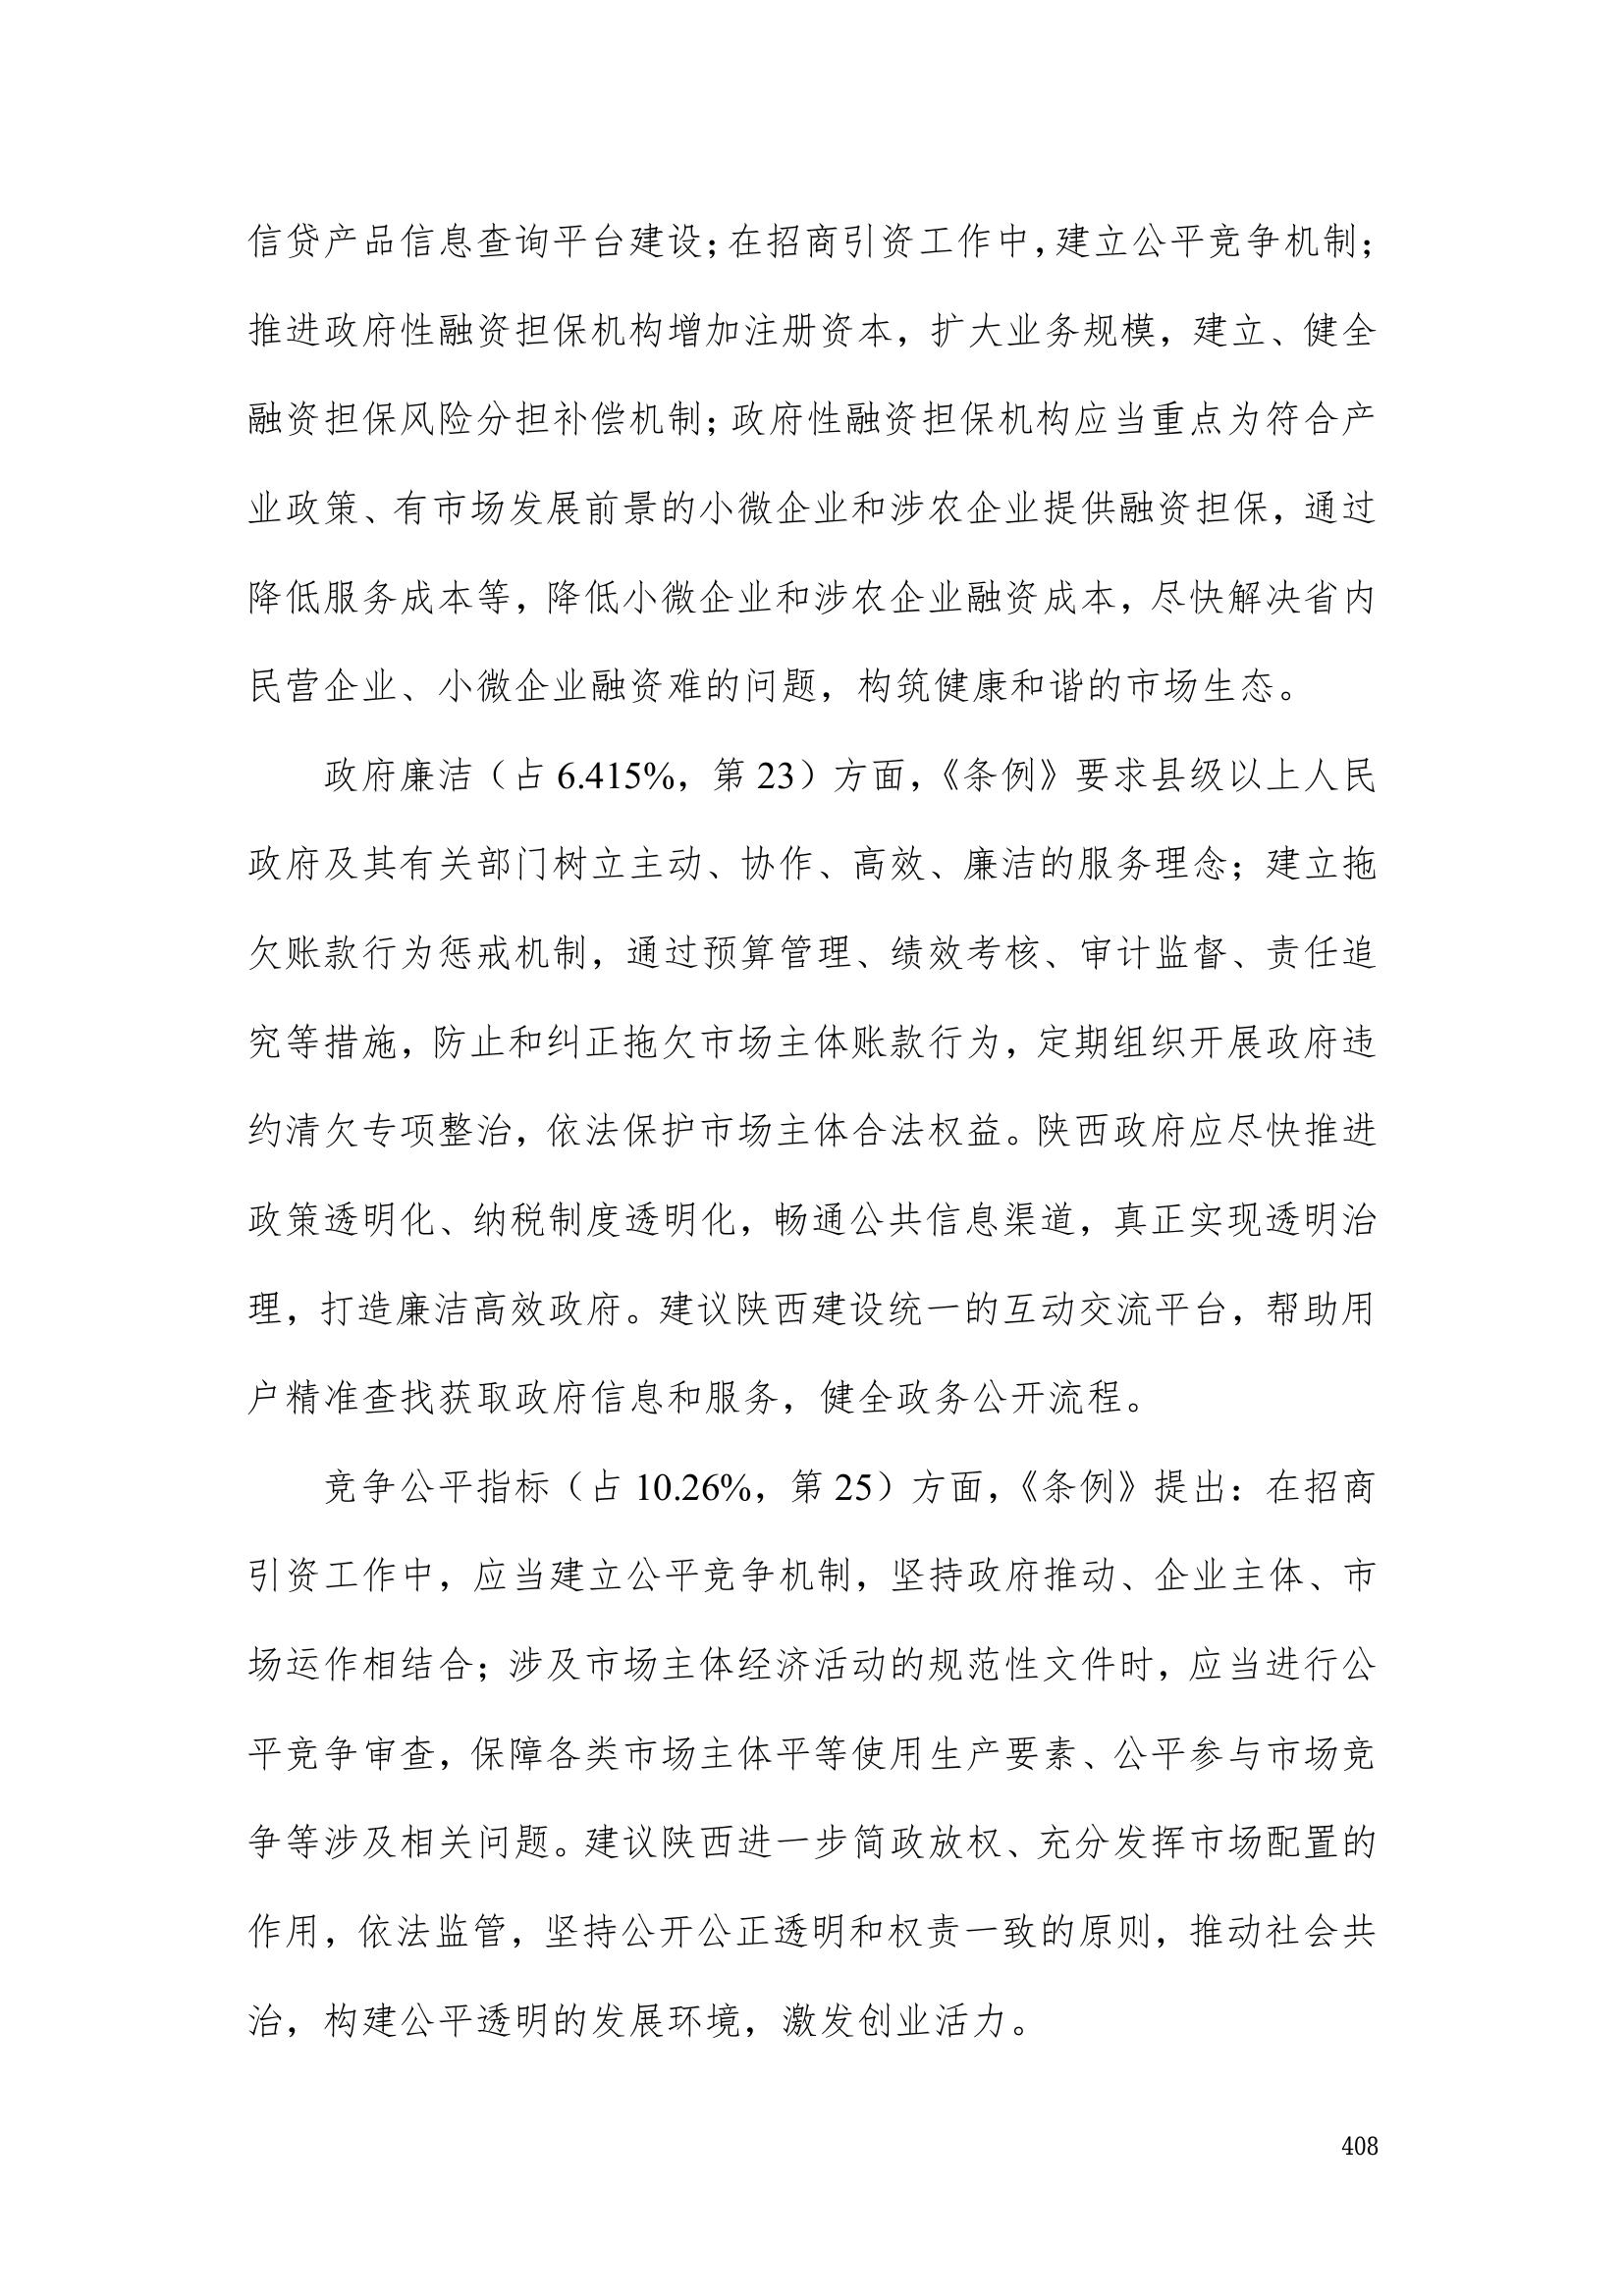 信贷产品信息查询平台建设；在招商引资工作中，建立公平竞争机制；
推进政府性融资担保机构增加注册资本，扩大业务规模，建立、健全
融资担保风险分担补偿机制；政府性融资担保机构应当重点为符合产
业政策、有市场发展前景的小微企业和涉农企业提供融资担保，通过
降低服务成本等，降低小微企业和涉农企业融资成本，尽快解决省内
民营企业、小微企业融资难的问题，构筑健康和谐的市场生态。
政府廉洁（占 6.415%，第 23）方面，《条例》要求县级以上人民
政府及其有关部门树立主动、协作、高效、廉洁的服务理念；建立拖
欠账款行为惩戒机制，通过预算管理、绩效考核、审计监督、责任追
究等措施，防止和纠正拖欠市场主体账款行为，定期组织开展政府违
约清欠专项整治，依法保护市场主体合法权益。陕西政府应尽快推进
政策透明化、纳税制度透明化，畅通公共信息渠道，真正实现透明治
理，打造廉洁高效政府。建议陕西建设统一的互动交流平台，帮助用
户精准查找获取政府信息和服务，健全政务公开流程。
竞争公平指标（占 10.26%，第 25）方面，《条例》提出：在招商
引资工作中，应当建立公平竞争机制，坚持政府推动、企业主体、市
场运作相结合；涉及市场主体经济活动的规范性文件时，应当进行公
平竞争审查，保障各类市场主体平等使用生产要素、公平参与市场竞
争等涉及相关问题。建议陕西进一步简政放权、充分发挥市场配置的
作用，依法监管，坚持公开公正透明和权责一致的原则，推动社会共
治，构建公平透明的发展环境，激发创业活力。
408